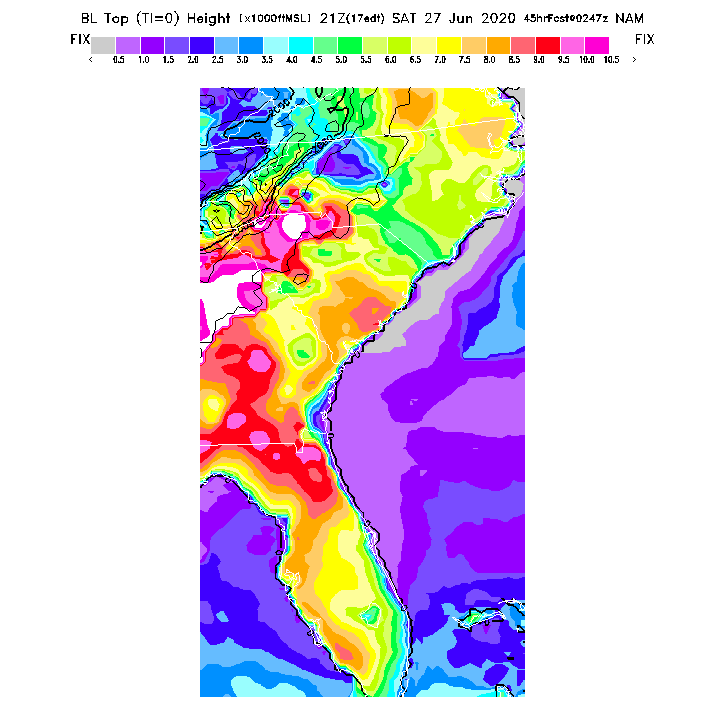 BL Top (TI=0) Height [x1000ftMSL] 21Z(17edt) SAT 27 Jun 2020 45hrFcst@0247z NAM
FIX FIX
< 0.5 1.0 1.5 2.0 2.5 3.0 3.5 4.0 4.5 5.0 5.5 6.0 6.5 7.0 7.5 8.0 8.5 9.0 9.5 10.0 10.5 >